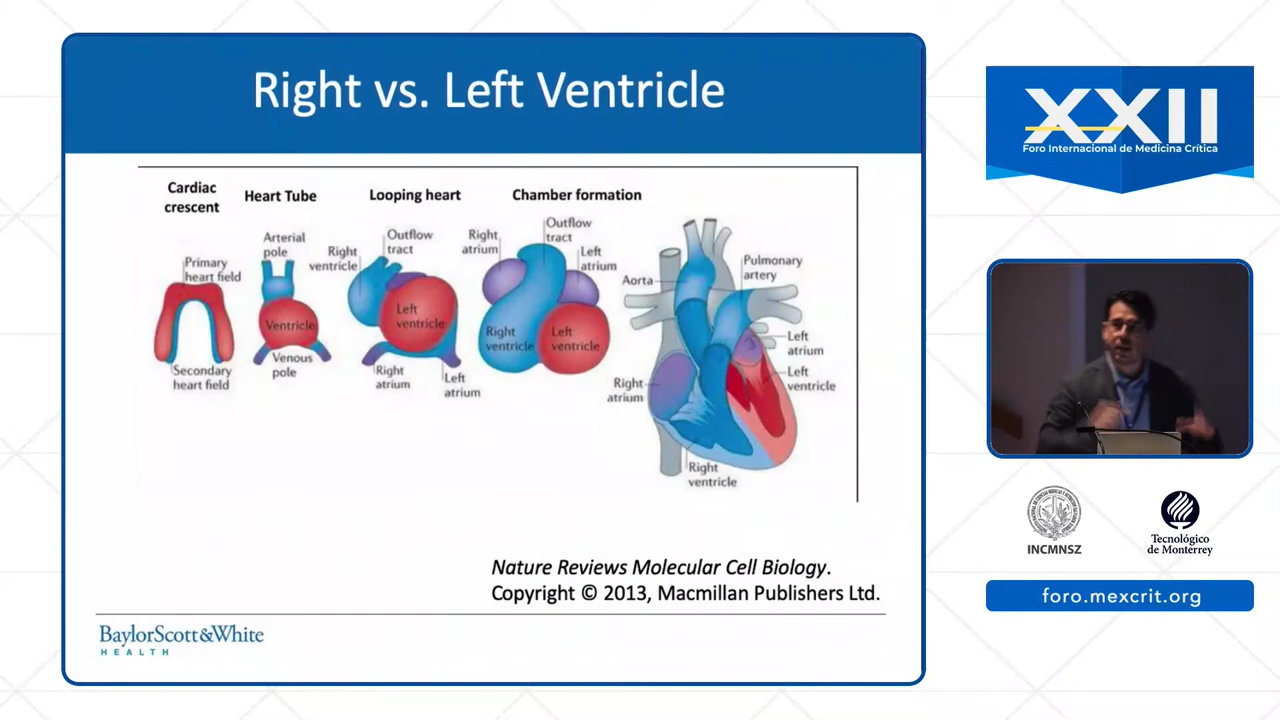 Right vs. Left Ventricle
Cardiac
crescent
Heart Tube
Looping heart
Chamber formation
Primary
heart field
Secondary
heart field
Arterial
pole
Ventricle
Venous
pole
Right
ventricle
Outflow
tract
Left
ventricle
Right
atrium
Left
atrium
Right
atrium
Outflow
tract
Left
atrium
Right
ventricle
Left
ventricle
Aorta
Pulmonary
artery
Left
atrium
Left
ventricle
Right
atrium
Right
ventricle
Nature Reviews Molecular Cell Biology.
Copyright © 2013, Macmillan Publishers Ltd.
BaylorScott&White
HEALTH
XXII
Foro Internacional de Medicina Crítica
INCMNSZ
Tecnológico
de Monterrey
foro.mexcrit.org